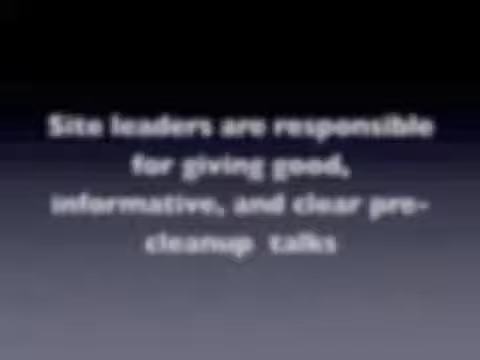 Site leaders are responsible
for giving good,
informative, and clear pre-
cleanup talks